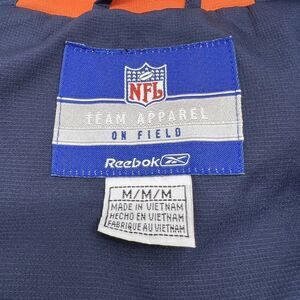 NFL
TEAM APPAREL
ON FIELD
Reebok
M/M/M
MADE IN VIETNAM
HECHO EN VIETNAM
FABRIQUE AU VIETNAM